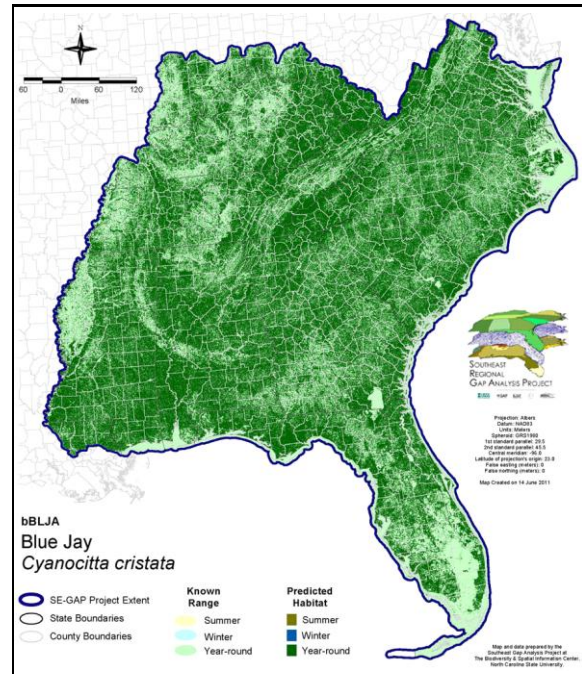 N
60 0 60 120
Miles
SOUTHEAST
REGIONAL
GAP ANALYSIS PROJECT
Projection: Albers
Datum: NAD83
Units: Meters
Spheroid: GRS1980
1st standard parallel: 29.5
2nd standard parallel: 45.5
Central meridian: -96.0
Latitude of projection's origin: 23.0
False easting (meters): 0
False northing (meters): 0
Map Created on 14 June 2011
bBLJA
Blue Jay
Cyanocitta cristata
SE-GAP Project Extent
State Boundaries
County Boundaries
Known
Range
Summer
Winter
Year-round
Predicted
Habitat
Summer
Winter
Year-round
Map and data prepared by the
Southeast Gap Analysis Project at
The Biodiversity & Spatial Information Center,
North Carolina State University.